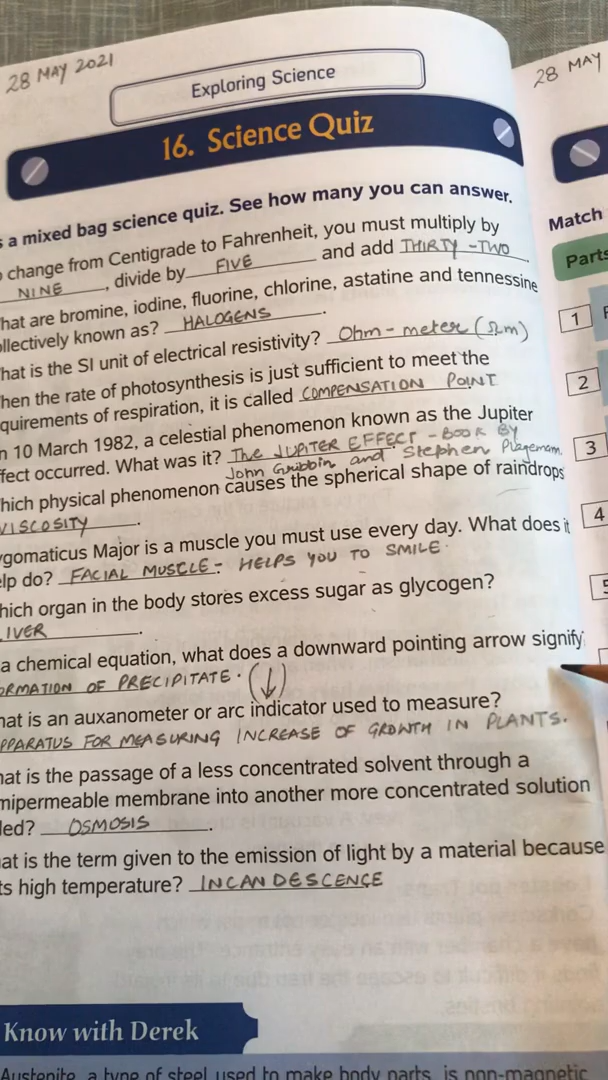 28 MAY 2021
28 MAY
Exploring Science
16. Science Quiz
a mixed bag science quiz. See how many you can answer.
change from Centigrade to Fahrenheit, you must multiply by
NINE, divide by FIVE and add THIRTY-TWO.
hat are bromine, iodine, fluorine, chlorine, astatine and tennessine
ollectively known as? HALOGENS.
hat is the SI unit of electrical resistivity? Ohm-meter (Ωm)
hen the rate of photosynthesis is just sufficient to meet the
quirements of respiration, it is called COMPENSATION POINT
n 10 March 1982, a celestial phenomenon known as the Jupiter
fect occurred. What was it? The JUPITER EFFECT - BOOK BY
John Gribbin and Stephen Plagemann.
hich physical phenomenon causes the spherical shape of raindrops
VISCOSITY.
ygomaticus Major is a muscle you must use every day. What does it
elp do? FACIAL MUSCLE- HELPS YOU TO SMILE.
hich organ in the body stores excess sugar as glycogen?
LIVER.
a chemical equation, what does a downward pointing arrow signify
ORMATION OF PRECIPITATE. (↓)
hat is an auxanometer or arc indicator used to measure?
APPARATUS FOR MEASURING INCREASE OF GROWTH IN PLANTS.
hat is the passage of a less concentrated solvent through a
mipermeable membrane into another more concentrated solution
led? OSMOSIS.
at is the term given to the emission of light by a material because
ts high temperature? INCANDESCENCE
Know with Derek
Austenite, a type of steel used to make body parts, is non-magnetic
Match
Parts
1
2
3
4
5